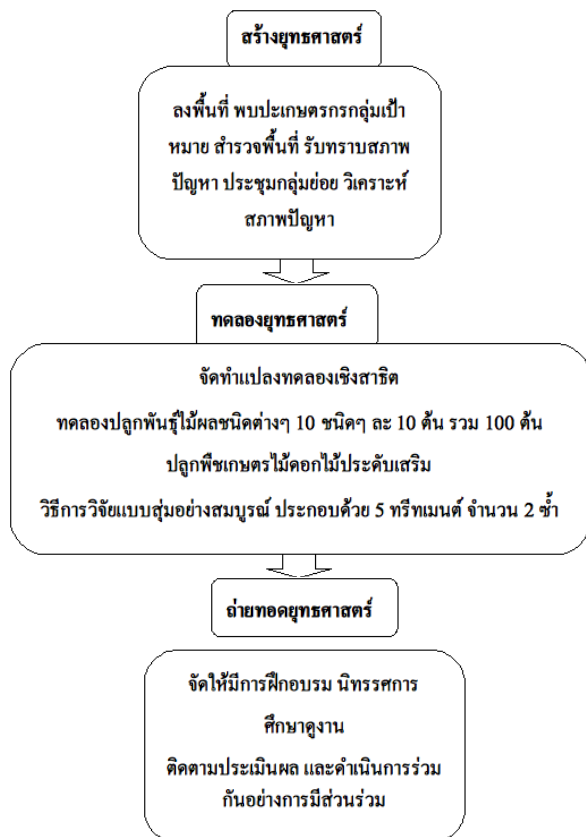 สร้างยุทธศาสตร์
ลงพื้นที่ พบปะเกษตรกรกลุ่มเป้า
หมาย สำรวจพื้นที่ รับทราบสภาพ
ปัญหา ประชุมกลุ่มย่อย วิเคราะห์
สภาพปัญหา
ทดลองยุทธศาสตร์
จัดทำแปลงทดลองเชิงสาธิต
ทดลองปลูกพันธุ์ไม้ผลชนิดต่างๆ 10 ชนิดๆ ละ 10 ต้น รวม 100 ต้น
ปลูกพืชเกษตรไม้ดอกไม้ประดับเสริม
วิธีการวิจัยแบบสุ่มอย่างสมบูรณ์ ประกอบด้วย 5 ทรีทเมนต์ จำนวน 2 ซ้ำ
ถ่ายทอดยุทธศาสตร์
จัดให้มีการฝึกอบรม นิทรรศการ
ศึกษาดูงาน
ติดตามประเมินผล และดำเนินการร่วม
กันอย่างการมีส่วนร่วม